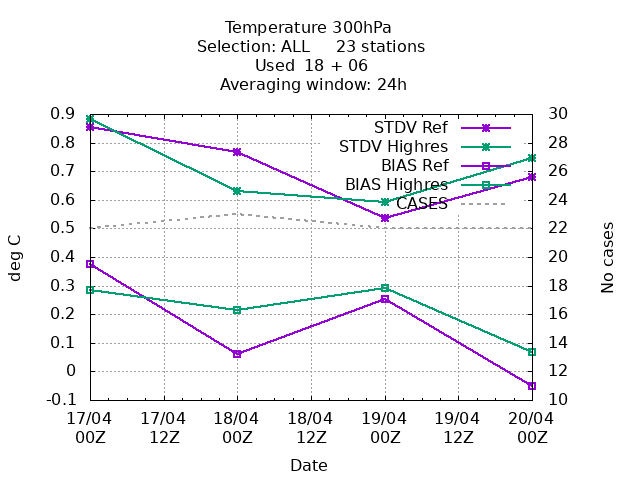 Temperature 300hPa
Selection: ALL     23 stations
Used  18 + 06
Averaging window: 24h
0.9
0.8
0.7
0.6
0.5
0.4
0.3
0.2
0.1
0
-0.1
deg C
30
28
26
24
22
20
18
16
14
12
10
No cases
STDV Ref
STDV Highres
BIAS Ref
BIAS Highres
CASES
17/04 00Z
17/04 12Z
18/04 00Z
18/04 12Z
19/04 00Z
19/04 12Z
20/04 00Z
Date